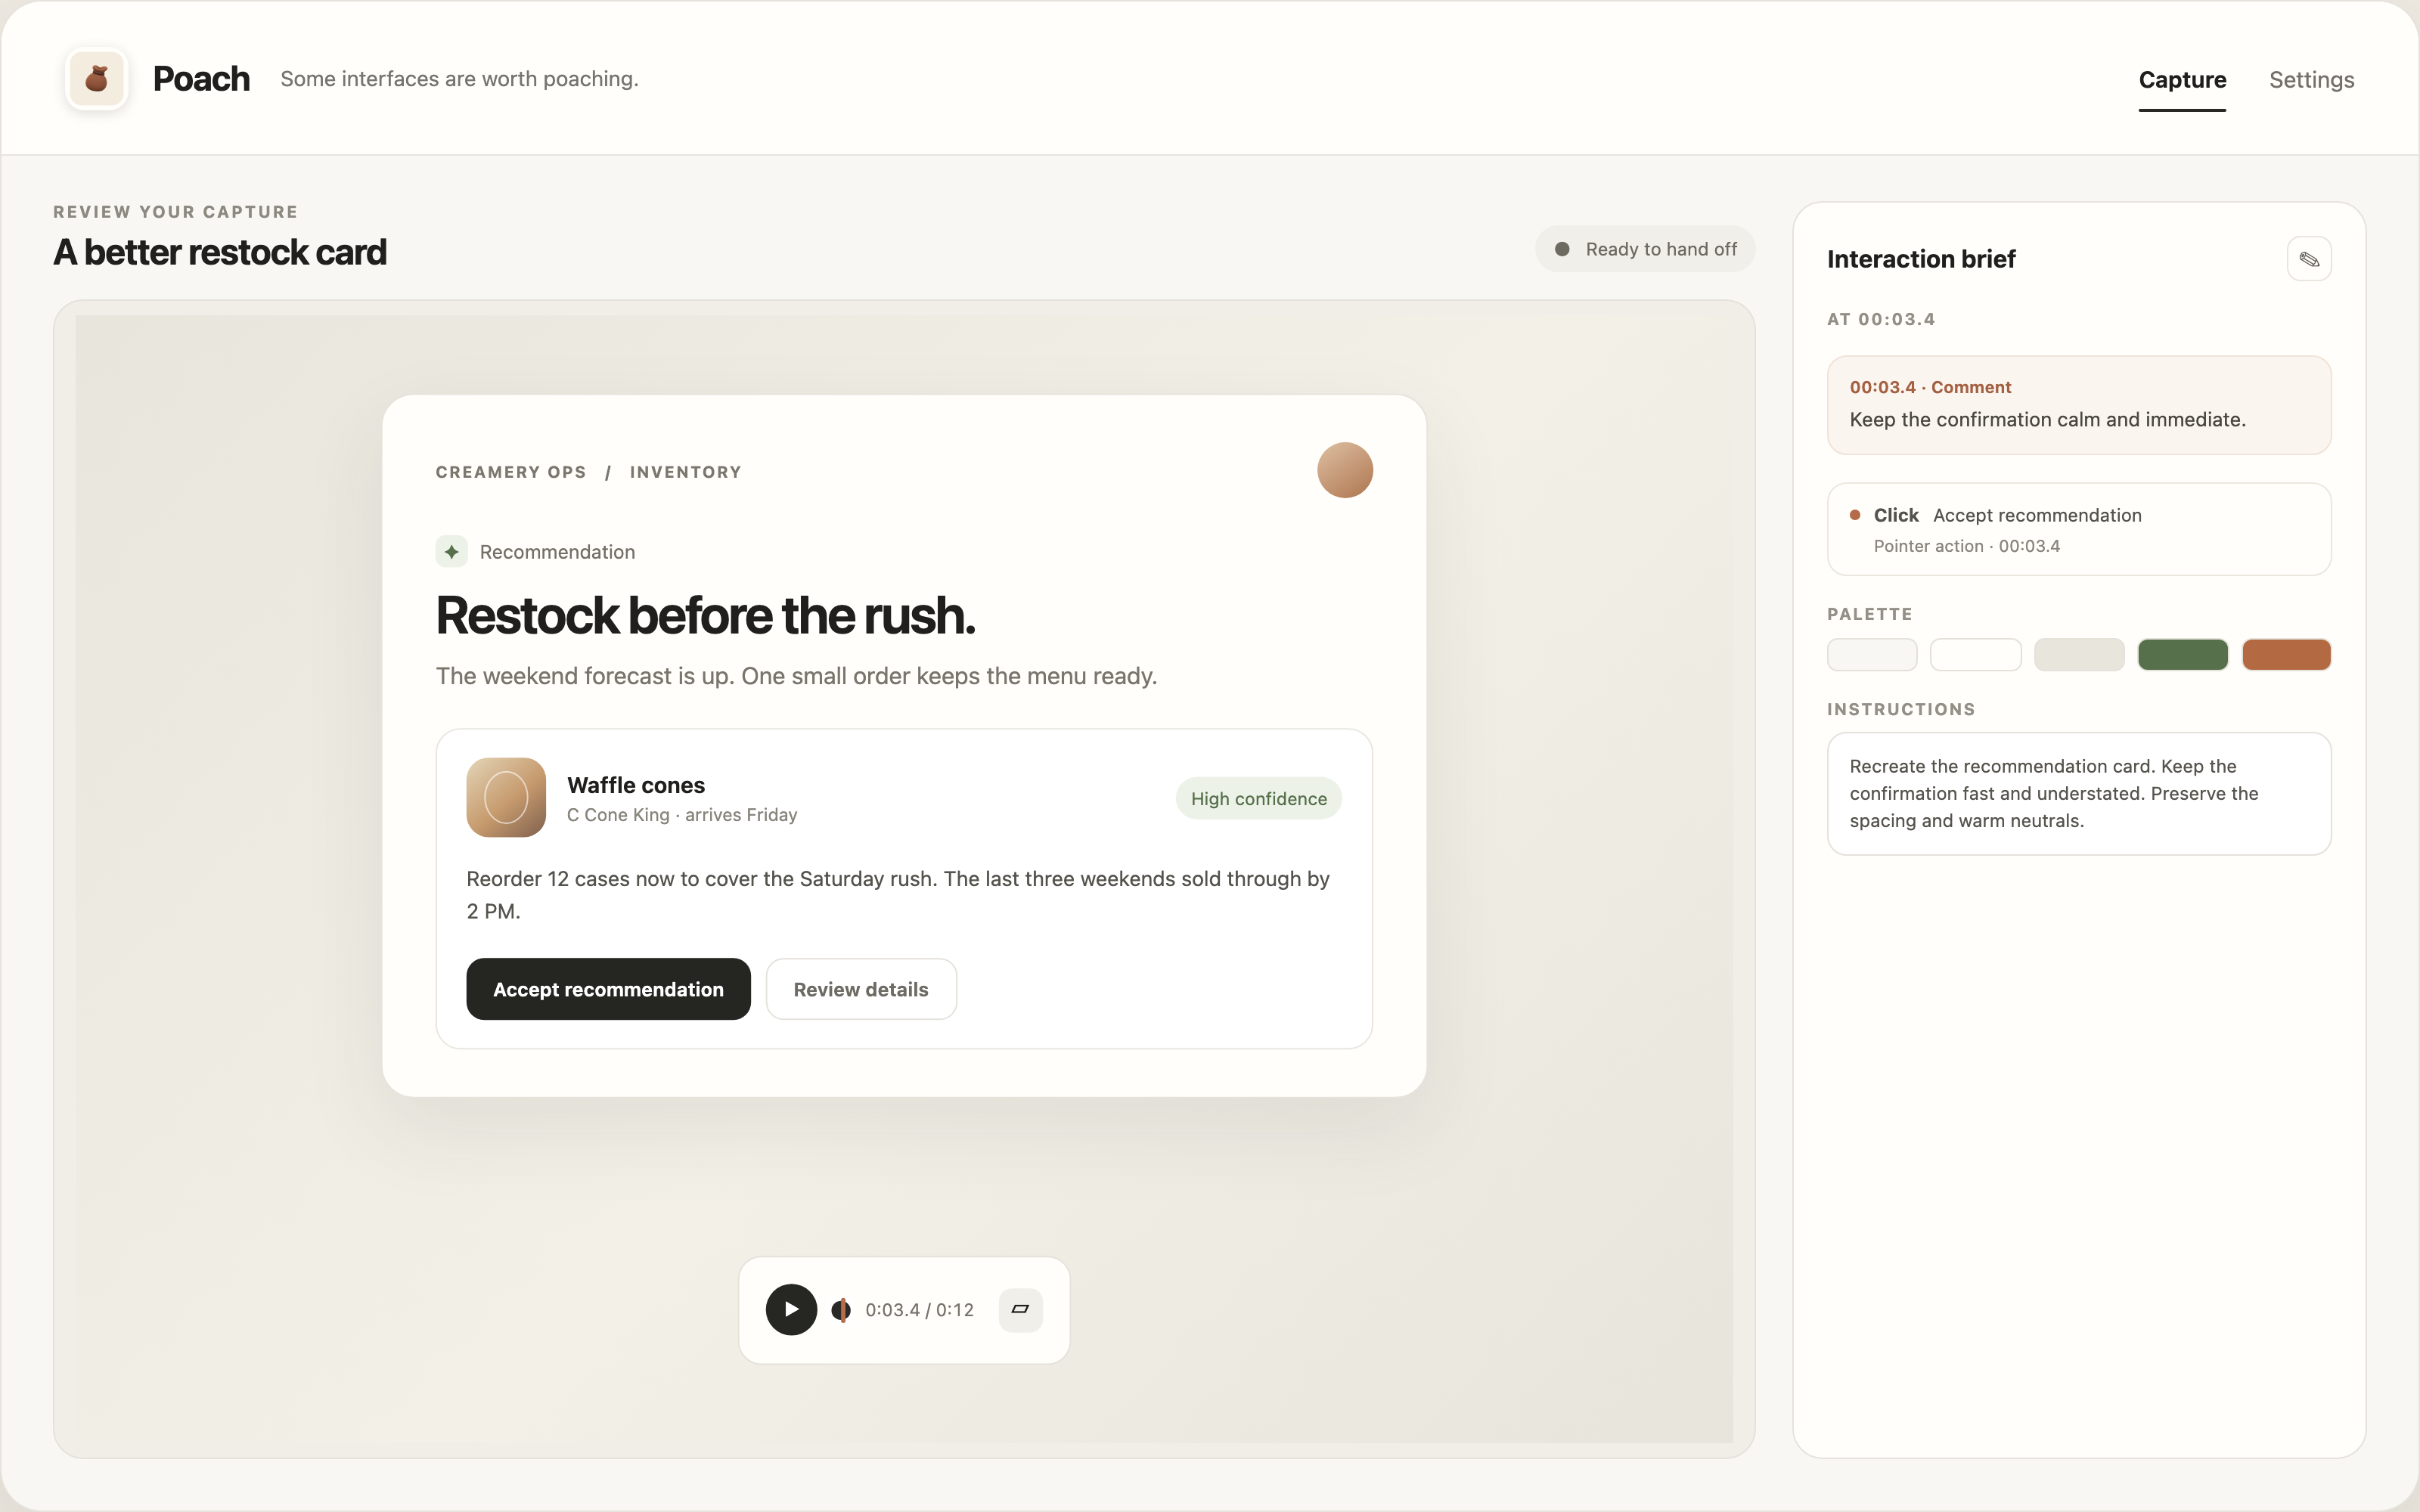 Poach
Some interfaces are worth poaching.
Capture
Settings
REVIEW YOUR CAPTURE
A better restock card
Ready to hand off
CREAMERY OPS / INVENTORY
Recommendation
Restock before the rush.
The weekend forecast is up. One small order keeps the menu ready.
Waffle cones
C Cone King · arrives Friday
High confidence
Reorder 12 cases now to cover the Saturday rush. The last three weekends sold through by
2 PM.
Accept recommendation
Review details
0:03.4 / 0:12
Interaction brief
AT 00:03.4
00:03.4 · Comment
Keep the confirmation calm and immediate.
Click Accept recommendation
Pointer action · 00:03.4
PALETTE
INSTRUCTIONS
Recreate the recommendation card. Keep the
confirmation fast and understated. Preserve the
spacing and warm neutrals.